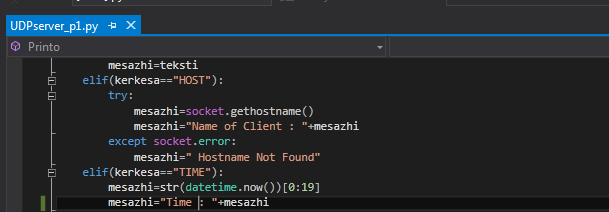 UDPserver_p1.py
Printo
mesazhi=teksti
elif(kerkesa=="HOST"):
try:
mesazhi=socket.gethostname()
mesazhi="Name of Client : "+mesazhi
except socket.error:
mesazhi=" Hostname Not Found"
elif(kerkesa=="TIME"):
mesazhi=str(datetime.now())[0:19]
mesazhi="Time : "+mesazhi